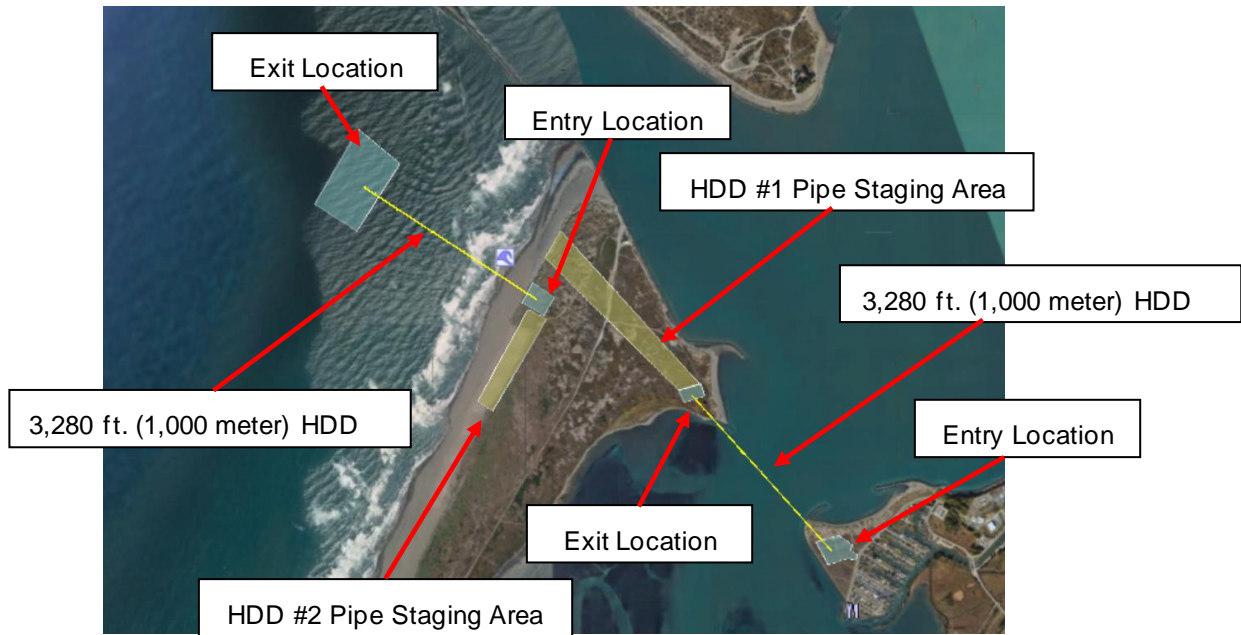 Exit Location
Entry Location
HDD #1 Pipe Staging Area
3,280 ft. (1,000 meter) HDD
3,280 ft. (1,000 meter) HDD
Entry Location
Exit Location
HDD #2 Pipe Staging Area